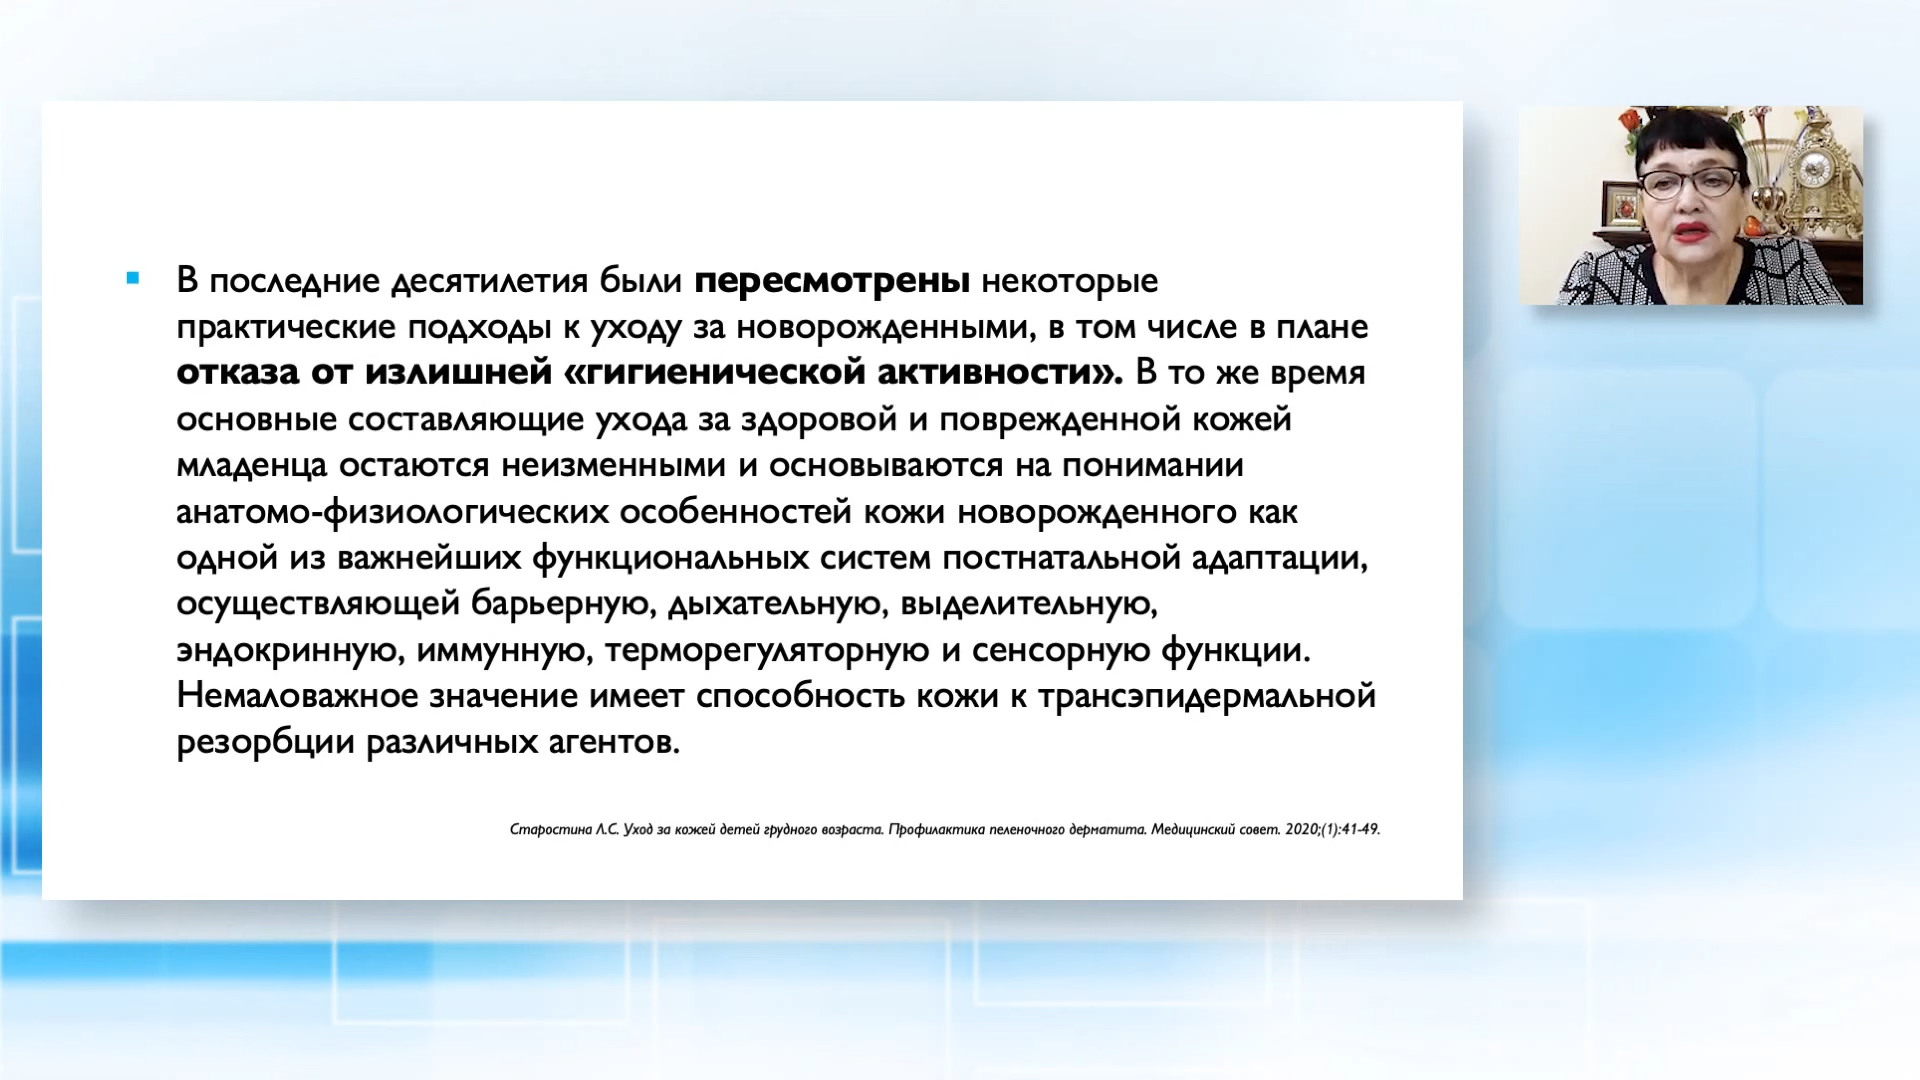 В последние десятилетия были пересмотрены некоторые
практические подходы к уходу за новорожденными, в том числе в плане
отказа от излишней «гигиенической активности». В то же время
основные составляющие ухода за здоровой и поврежденной кожей
младенца остаются неизменными и основываются на понимании
анатомо-физиологических особенностей кожи новорожденного как
одной из важнейших функциональных систем постнатальной адаптации,
осуществляющей барьерную, дыхательную, выделительную,
эндокринную, иммунную, терморегуляторную и сенсорную функции.
Немаловажное значение имеет способность кожи к трансэпидермальной
резорбции различных агентов.
Старостина Л.С. Уход за кожей детей грудного возраста. Профилактика пеленочного дерматита. Медицинский совет. 2020;(1):41-49.